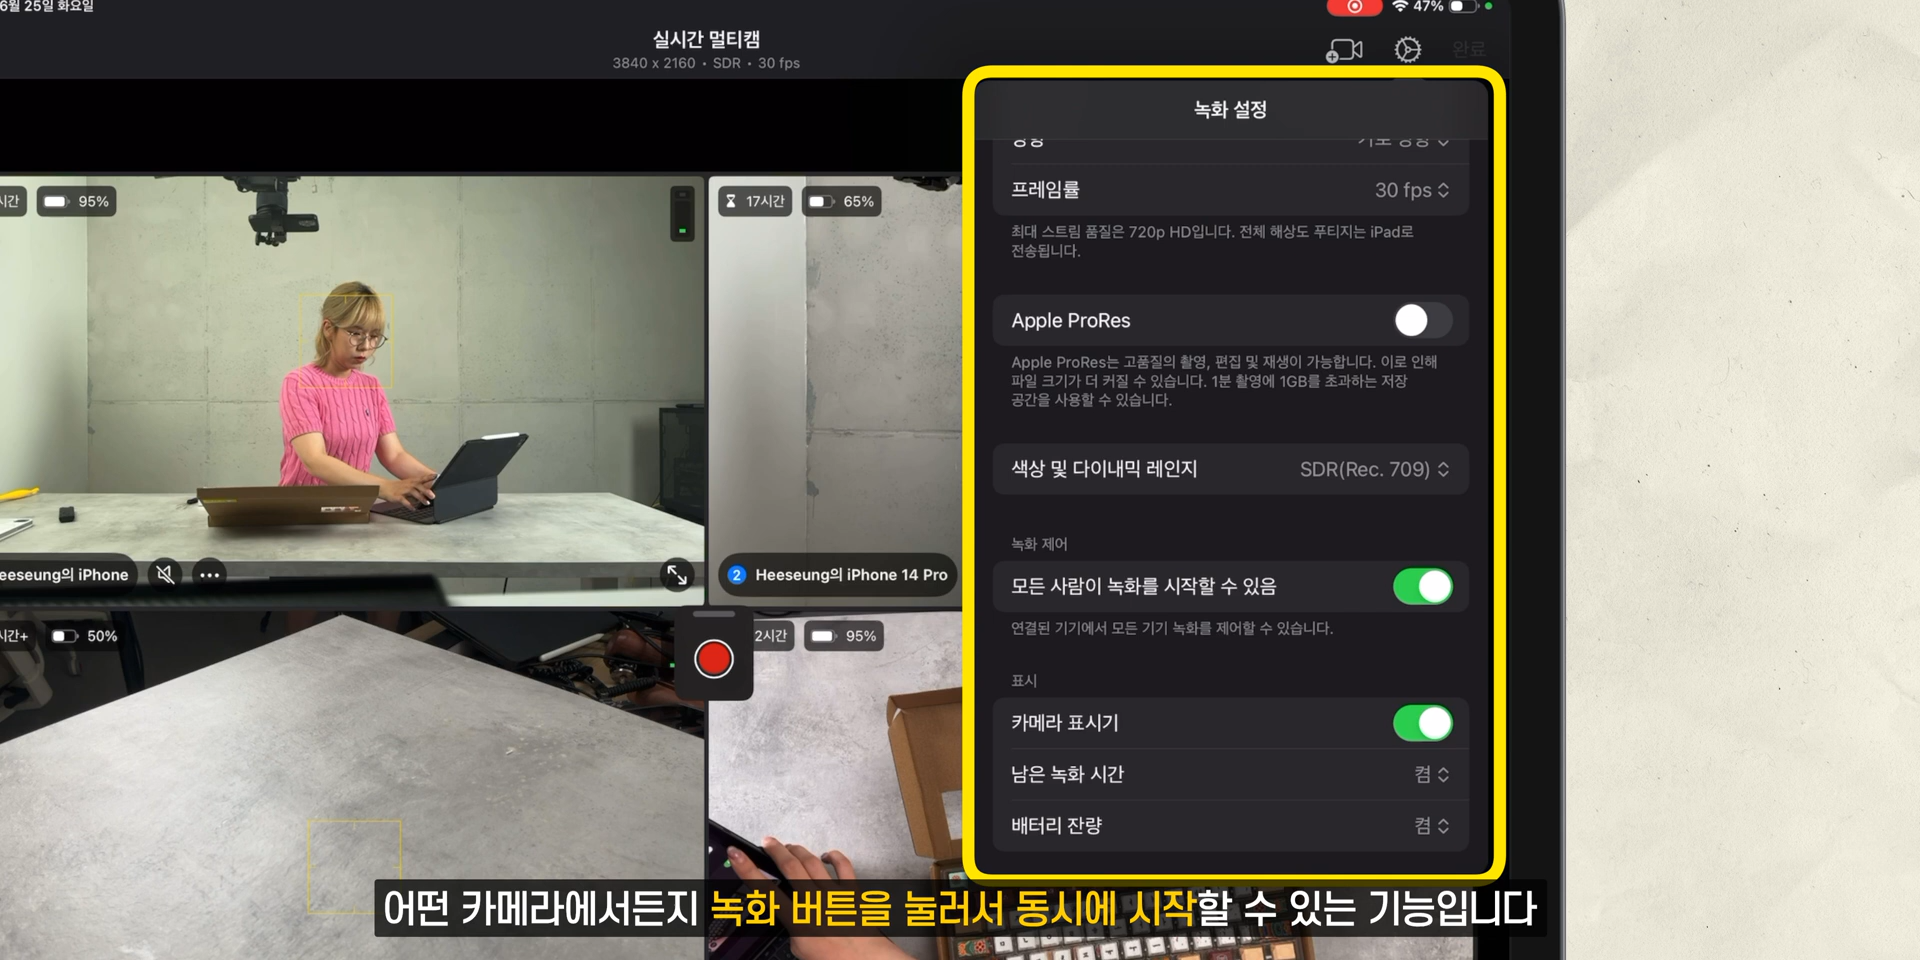 6월 25일 화요일
47%
실시간 멀티캠
3840 x 2160 • SDR • 30 fps
완료
녹화 설정
방향
가로 방향
프레임률
30 fps
최대 스트림 품질은 720p HD입니다. 전체 해상도 푸티지는 iPad로
전송됩니다.
Apple ProRes
Apple ProRes는 고품질의 촬영, 편집 및 재생이 가능합니다. 이로 인해
파일 크기가 더 커질 수 있습니다. 1분 촬영에 1GB를 초과하는 저장
공간을 사용할 수 있습니다.
색상 및 다이내믹 레인지
SDR(Rec. 709)
녹화 제어
모든 사람이 녹화를 시작할 수 있음
연결된 기기에서 모든 기기 녹화를 제어할 수 있습니다.
표시
카메라 표시기
남은 녹화 시간
켬
배터리 잔량
켬
시간
95%
17시간
65%
eeseung의 iPhone
2 Heeseung의 iPhone 14 Pro
시간+
50%
2시간
95%
어떤 카메라에서든지 녹화 버튼을 눌러서 동시에 시작할 수 있는 기능입니다